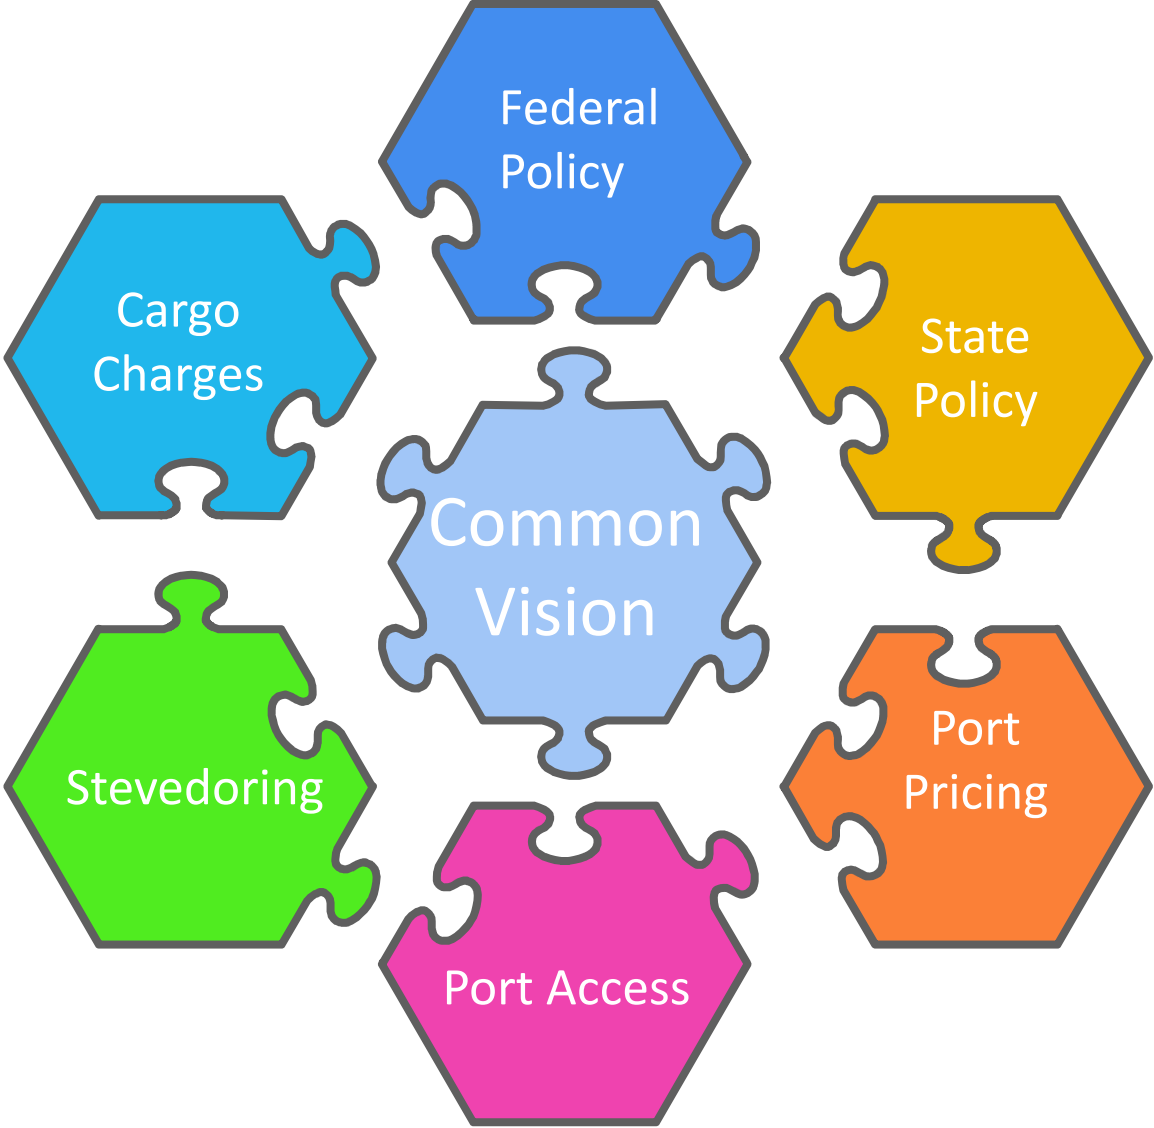 Federal
Policy
Cargo
Charges
State
Policy
Common
Vision
Stevedoring
Port
Pricing
Port Access